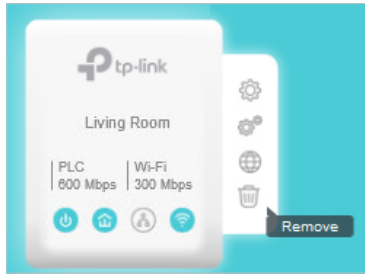 tp-link
Living Room
PLC Wi-Fi
600 Mbps 300 Mbps
Remove